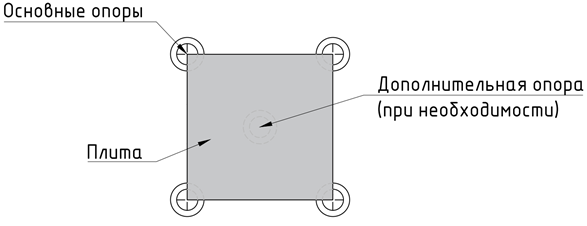 Основные опоры
Дополнительная опора
(при необходимости)
Плита